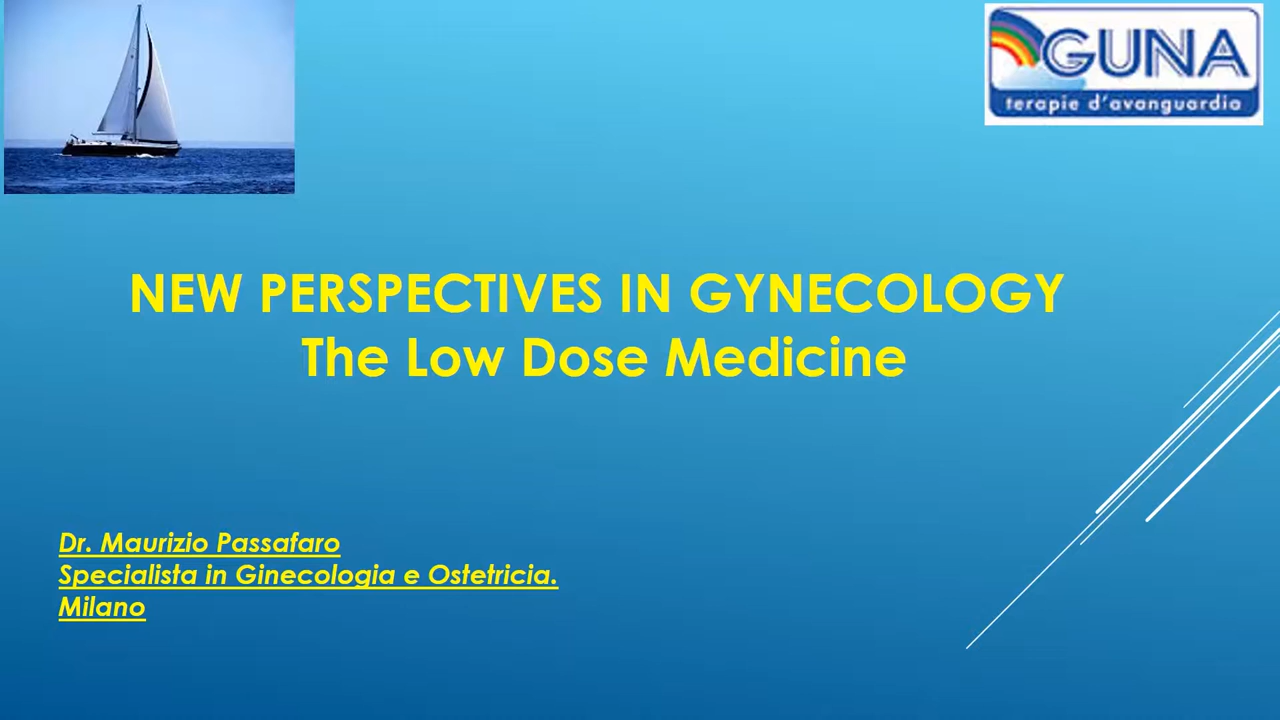 GUNA
terapie d'avanguardia
NEW PERSPECTIVES IN GYNECOLOGY
The Low Dose Medicine
Dr. Maurizio Passafaro
Specialista in Ginecologia e Ostetricia.
Milano